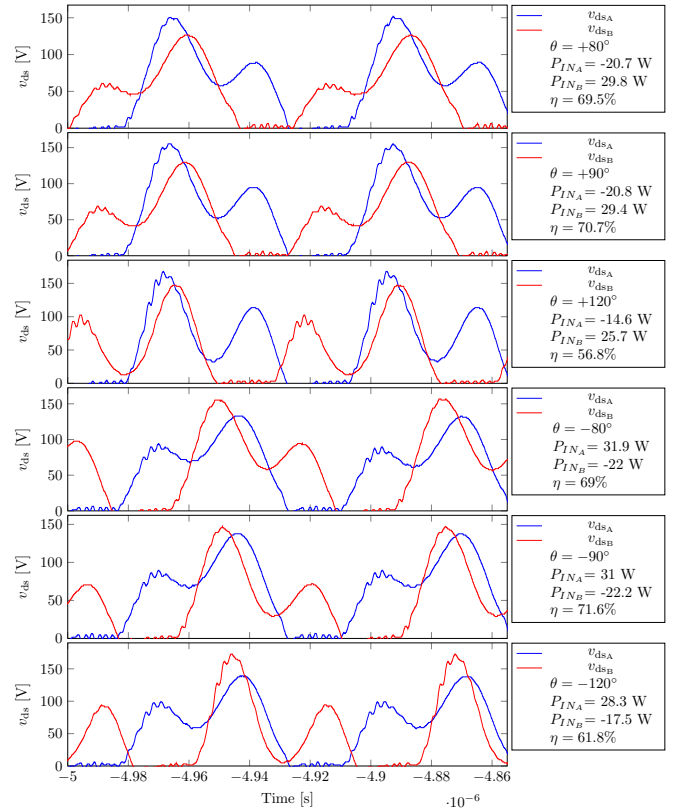 150
100
50
0
v_ds [V]
v_dsA
v_dsB
θ = +80°
P_INA = -20.7 W
P_INB = 29.8 W
η = 69.5%
150
100
50
0
v_ds [V]
v_dsA
v_dsB
θ = +90°
P_INA = -20.8 W
P_INB = 29.4 W
η = 70.7%
150
100
50
0
v_ds [V]
v_dsA
v_dsB
θ = +120°
P_INA = -14.6 W
P_INB = 25.7 W
η = 56.8%
150
100
50
0
v_ds [V]
v_dsA
v_dsB
θ = −80°
P_INA = 31.9 W
P_INB = -22 W
η = 69%
150
100
50
0
v_ds [V]
v_dsA
v_dsB
θ = −90°
P_INA = 31 W
P_INB = -22.2 W
η = 71.6%
150
100
50
0
v_ds [V]
v_dsA
v_dsB
θ = −120°
P_INA = 28.3 W
P_INB = -17.5 W
η = 61.8%
−5 −4.98 −4.96 −4.94 −4.92 −4.9 −4.88 −4.86
Time [s]
·10⁻⁶